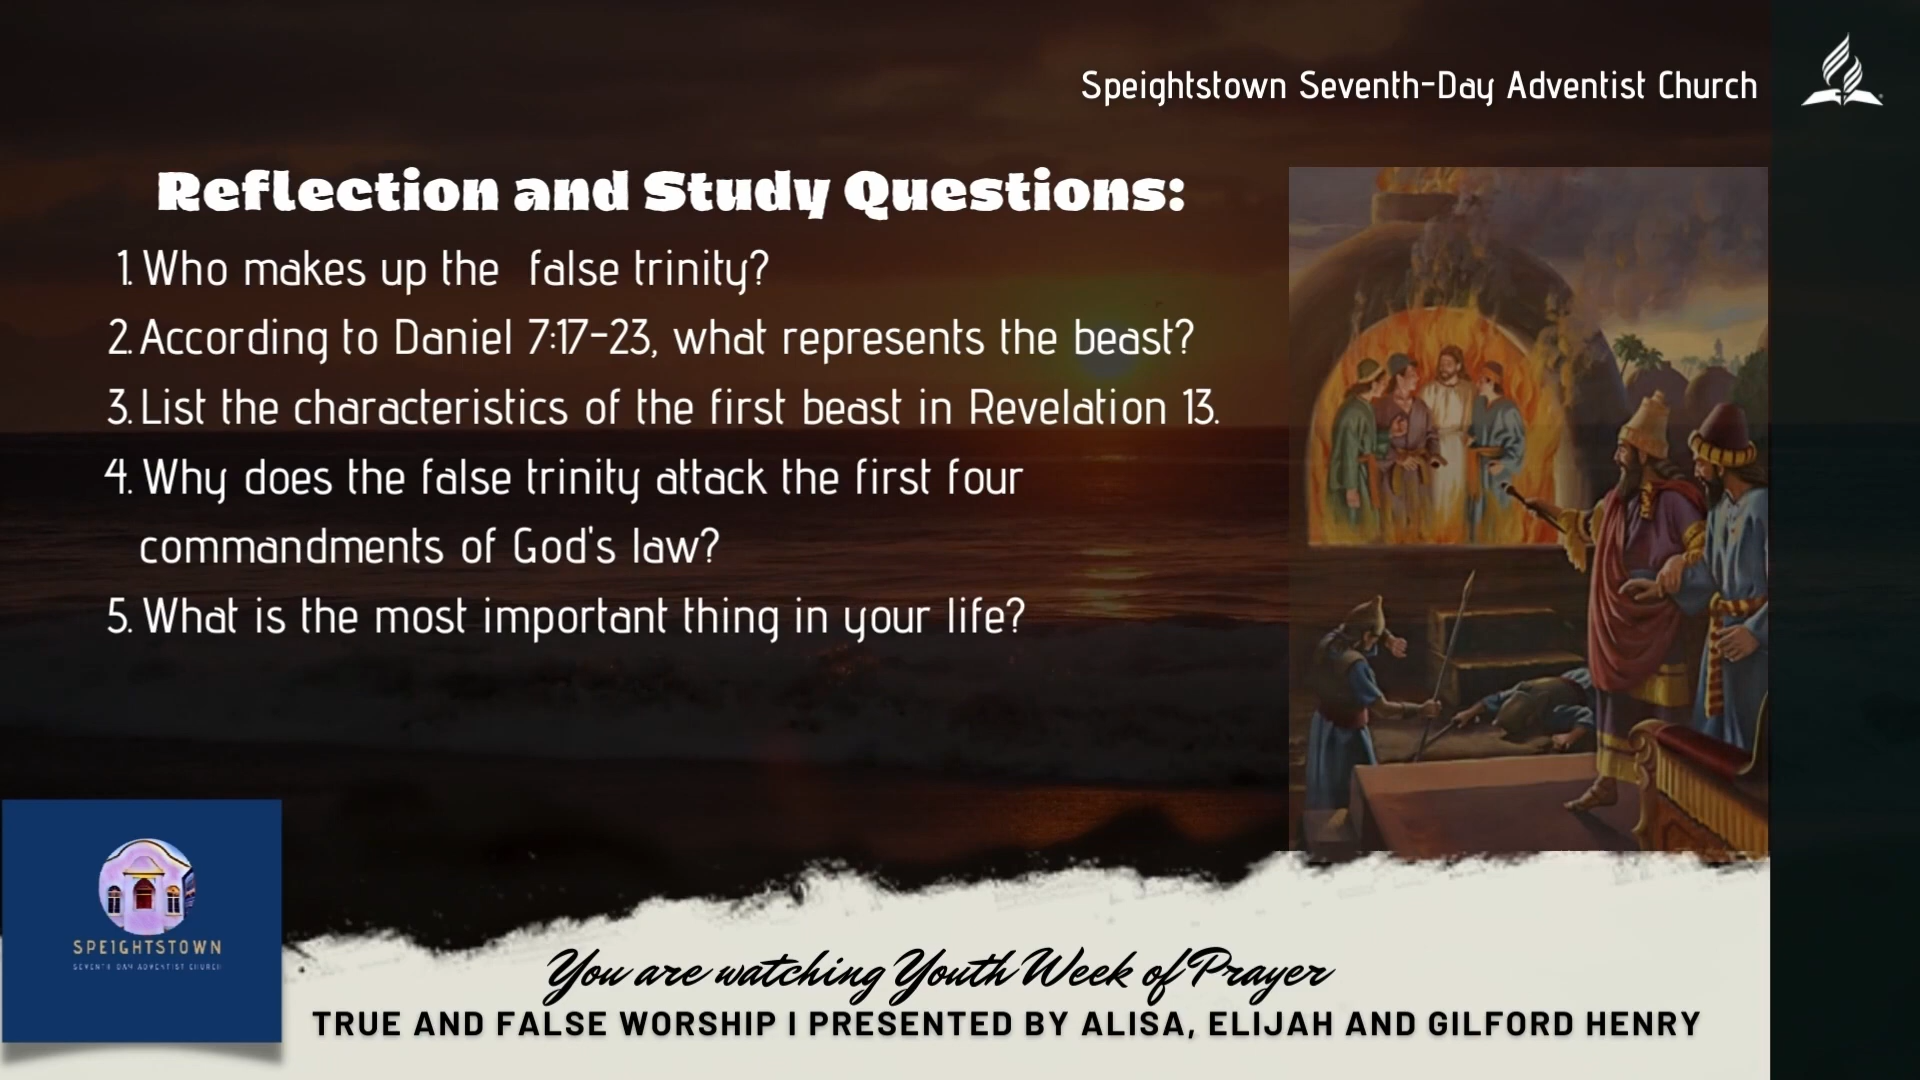 Speightstown Seventh-Day Adventist Church
Reflection and Study Questions:
1. Who makes up the false trinity?
2. According to Daniel 7:17-23, what represents the beast?
3. List the characteristics of the first beast in Revelation 13.
4. Why does the false trinity attack the first four
commandments of God's law?
5. What is the most important thing in your life?
SPEIGHTSTOWN
SEVENTH DAY ADVENTIST CHURCH
You are watching Youth Week of Prayer
TRUE AND FALSE WORSHIP I PRESENTED BY ALISA, ELIJAH AND GILFORD HENRY